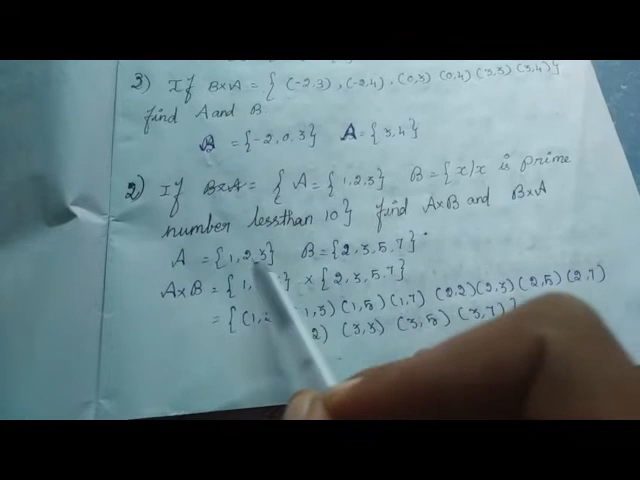 3) If B×A = { (-2,3), (-2,4), (0,3) (0,4) (3,3) (3,4)}
find A and B
B = {-2, 0, 3} A = {3,4}
2) If B×A = { A = {1,2,3} B = { x/x is prime
number lessthan 10} find A×B and B×A
A = {1,2,3} B = {2,3,5,7}
A×B = {1, } × {2,3,5,7}
= { (1, 1,3) (1,5) (1,7) (2,2) (2,3) (2,5) (2,7)
2) (3,3) (3,5) (3,7) }